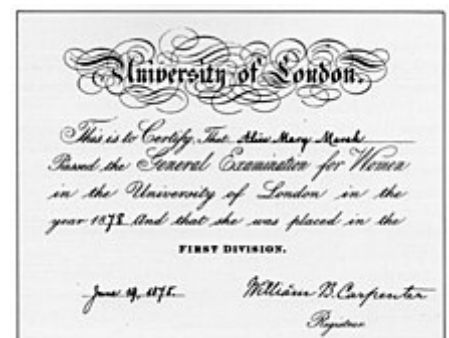 University of London.
This is to Certify, That Alice Mary Marsh
Passed the General Examination for Women
in the University of London in the
year 1878 And that she was placed in the
FIRST DIVISION.
June 19, 1878. William B. Carpenter
Registrar